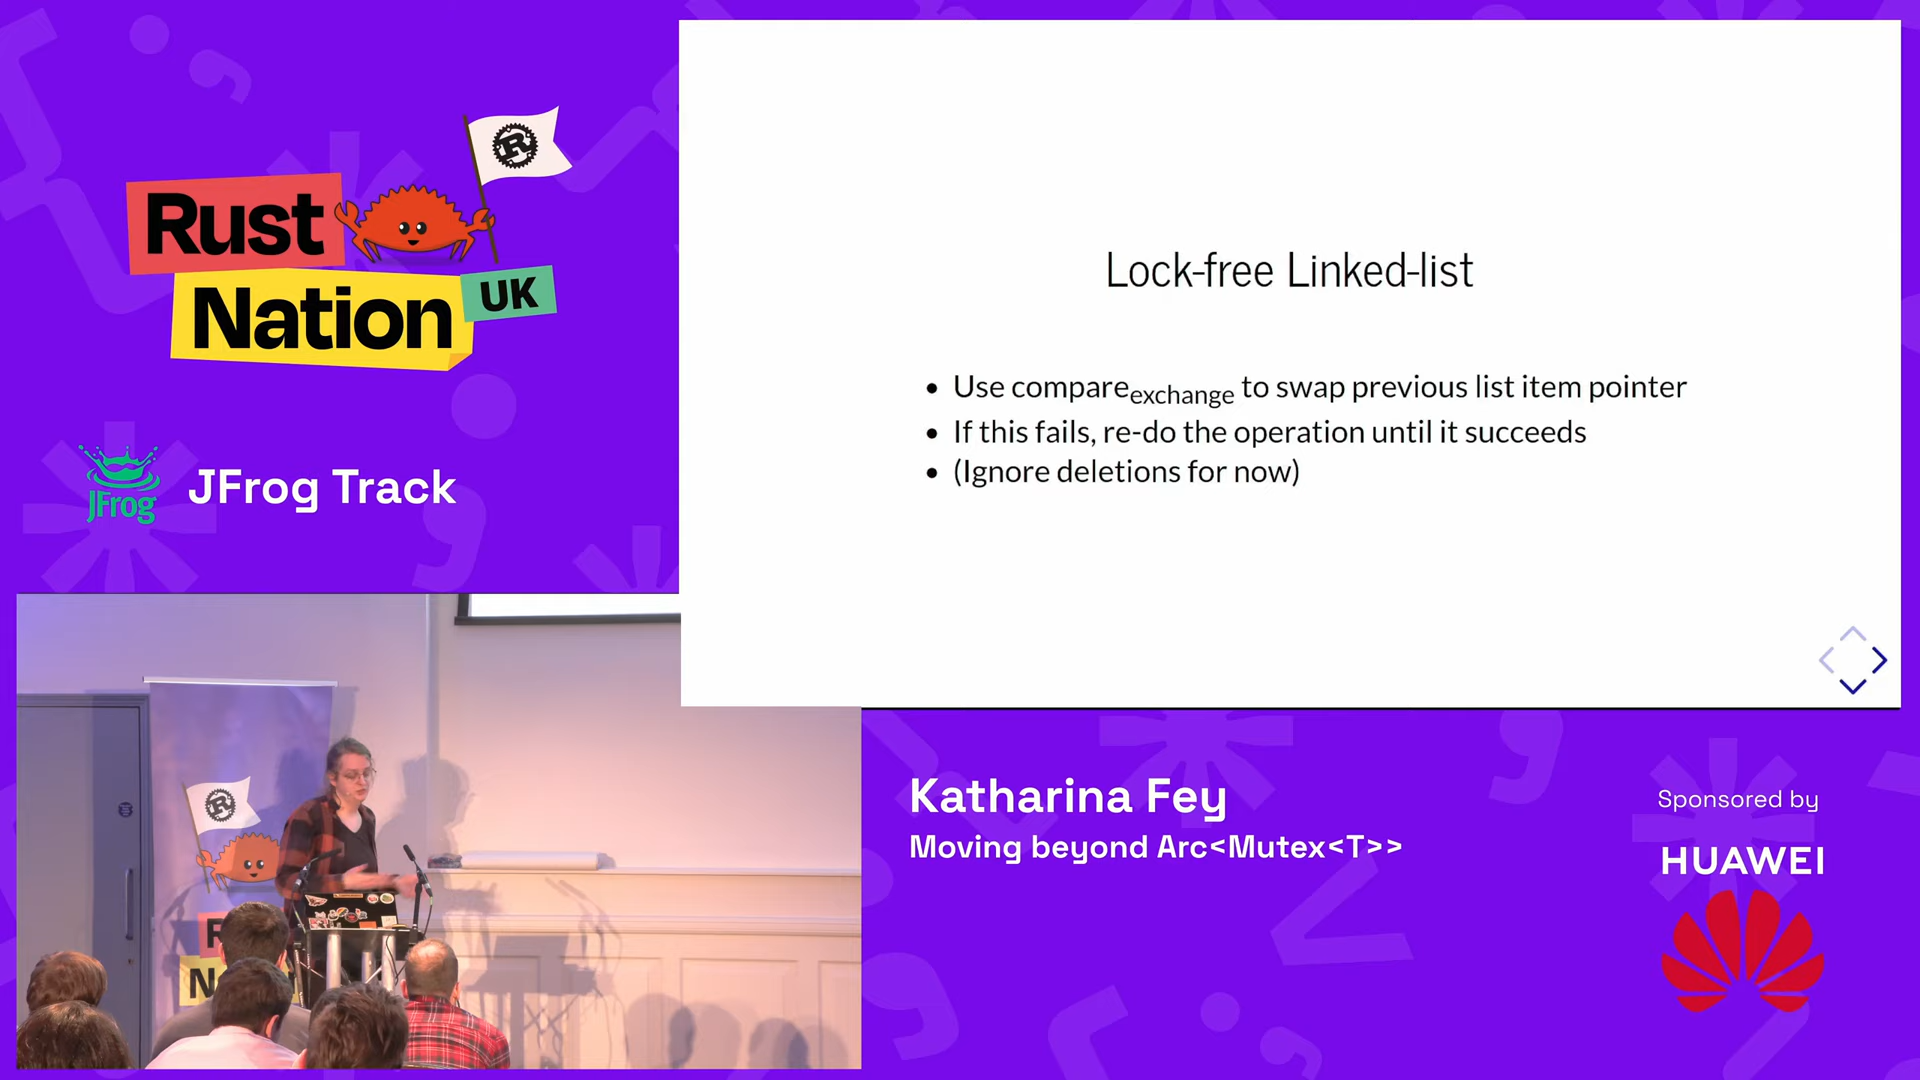 Rust
Nation
UK
JFrog
JFrog Track
Lock-free Linked-list
• Use compareexchange to swap previous list item pointer
• If this fails, re-do the operation until it succeeds
• (Ignore deletions for now)
Katharina Fey
Moving beyond Arc<Mutex<T>>
Sponsored by
HUAWEI